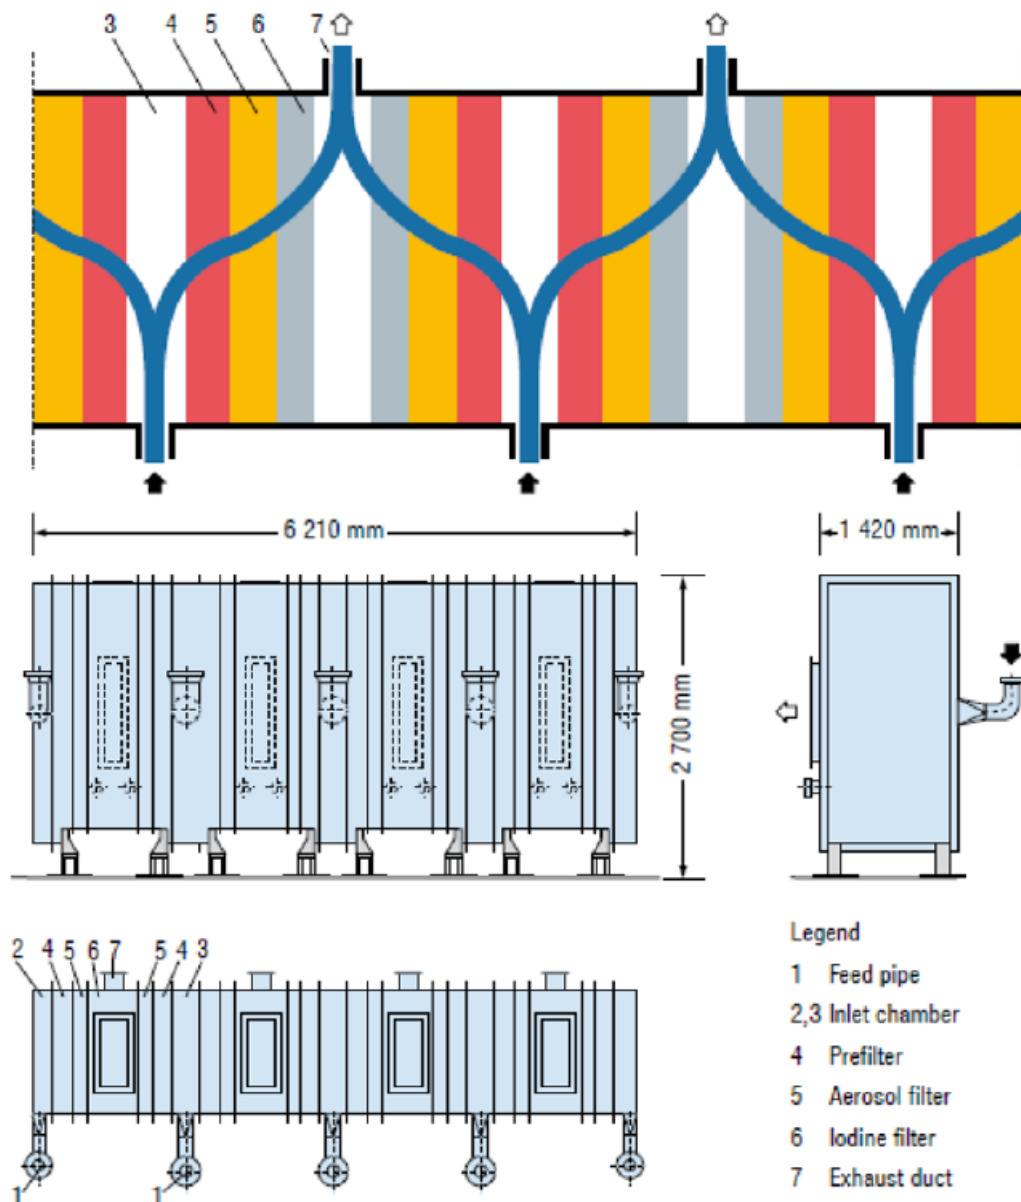 3 4 5 6 7
6 210 mm
1 420 mm
2 700 mm
2 4 5 6 7 5 4 3
1 1
Legend
1 Feed pipe
2,3 Inlet chamber
4 Prefilter
5 Aerosol filter
6 Iodine filter
7 Exhaust duct